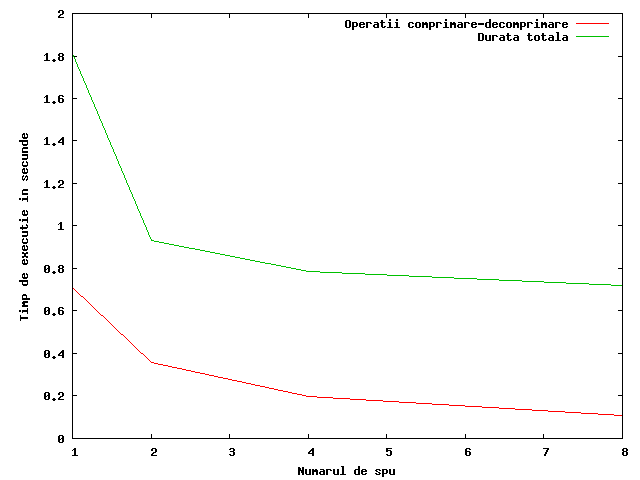 Operatii comprimare-decomprimare
Durata totala
2
1.8
1.6
1.4
1.2
1
0.8
0.6
0.4
0.2
0
1 2 3 4 5 6 7 8
Timp de executie in secunde
Numarul de spu